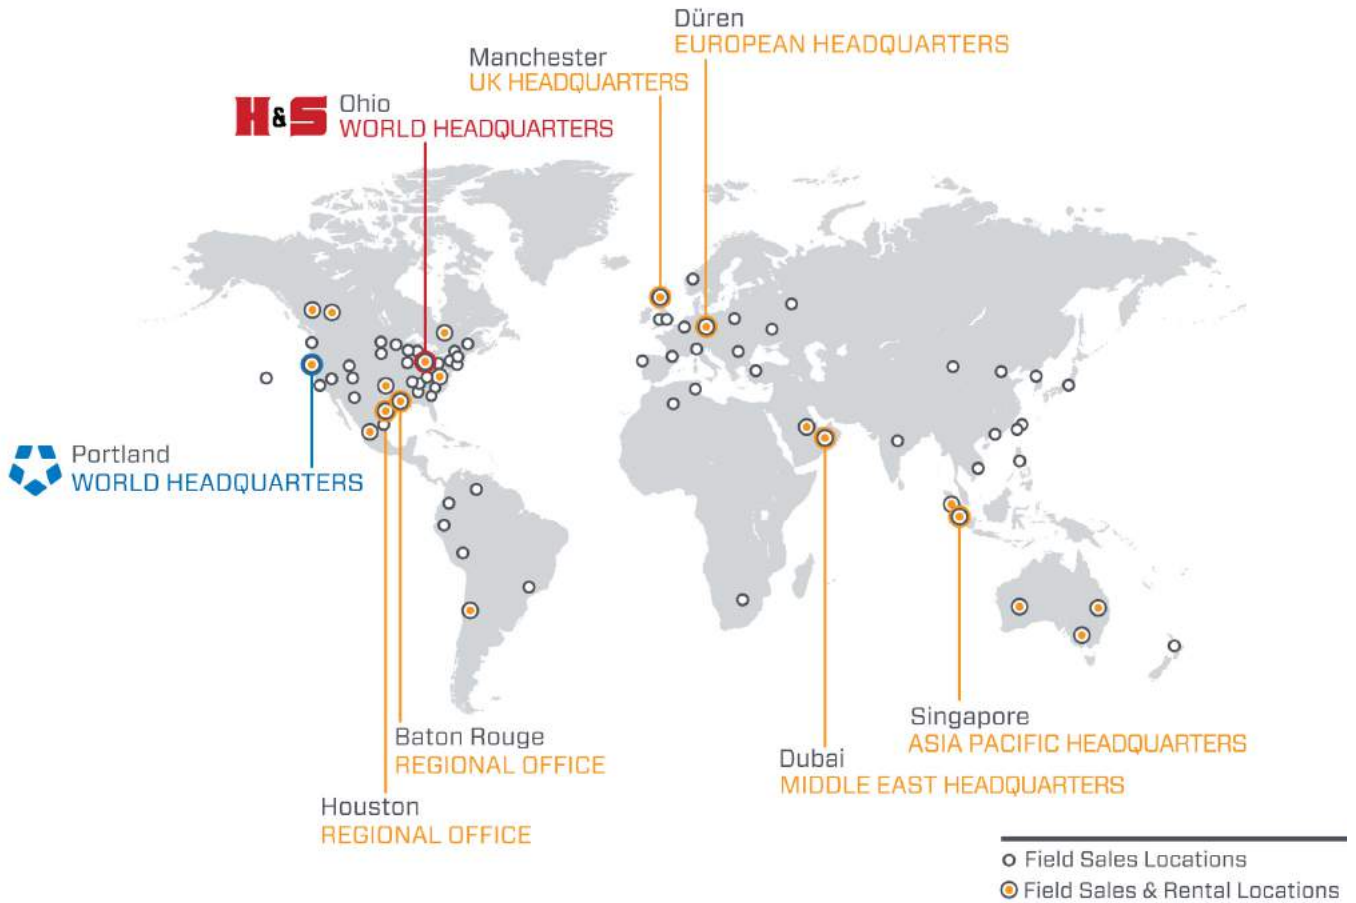 Düren
EUROPEAN HEADQUARTERS
Manchester
UK HEADQUARTERS
H&S
Ohio
WORLD HEADQUARTERS
Portland
WORLD HEADQUARTERS
Baton Rouge
REGIONAL OFFICE
Houston
REGIONAL OFFICE
Singapore
ASIA PACIFIC HEADQUARTERS
Dubai
MIDDLE EAST HEADQUARTERS
Field Sales Locations
Field Sales & Rental Locations